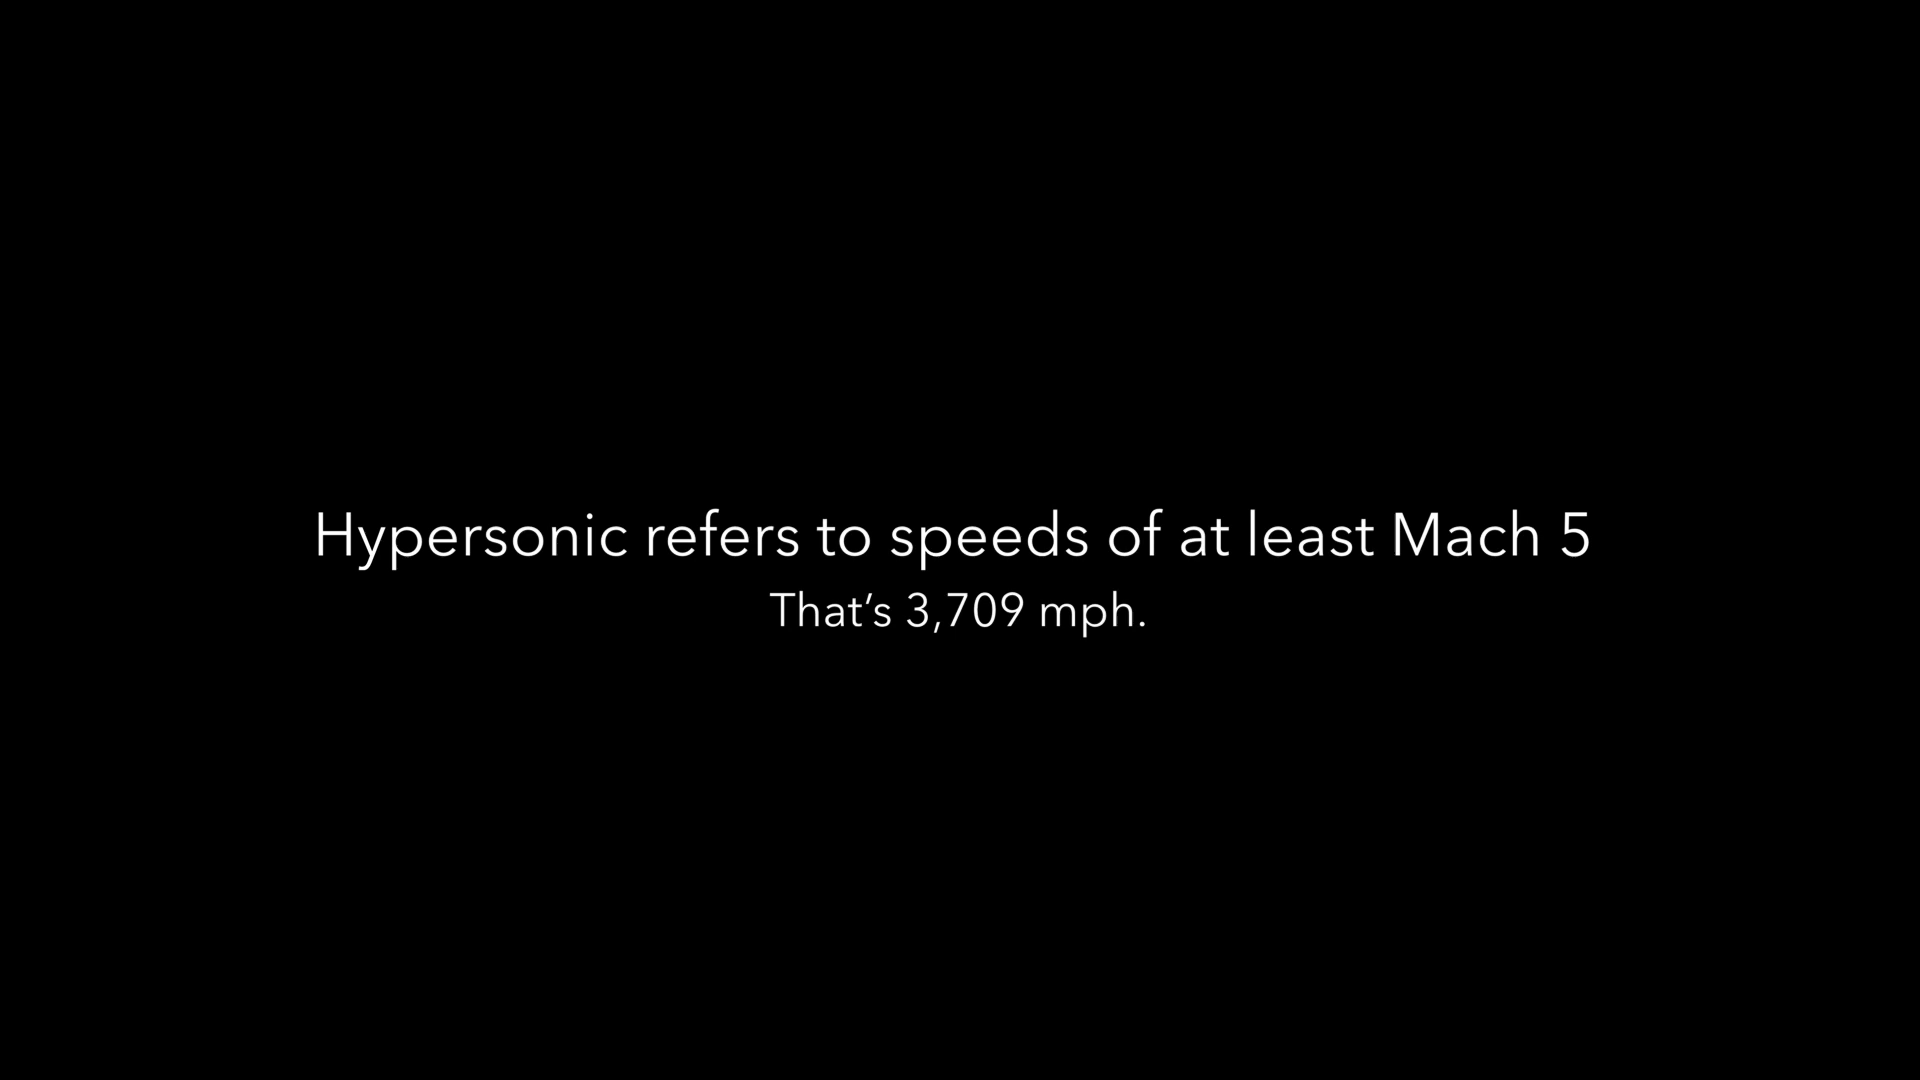 Hypersonic refers to speeds of at least Mach 5
That’s 3,709 mph.